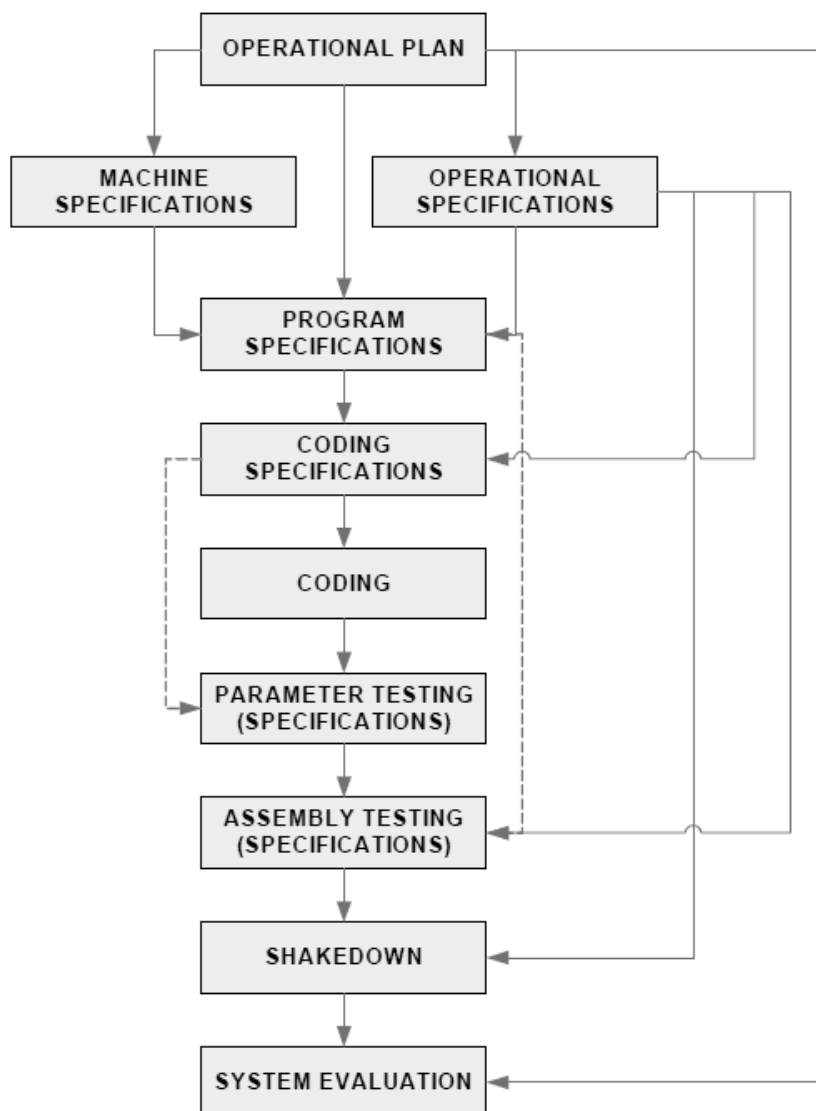 OPERATIONAL PLAN
MACHINE
SPECIFICATIONS
OPERATIONAL
SPECIFICATIONS
PROGRAM
SPECIFICATIONS
CODING
SPECIFICATIONS
CODING
PARAMETER TESTING
(SPECIFICATIONS)
ASSEMBLY TESTING
(SPECIFICATIONS)
SHAKEDOWN
SYSTEM EVALUATION